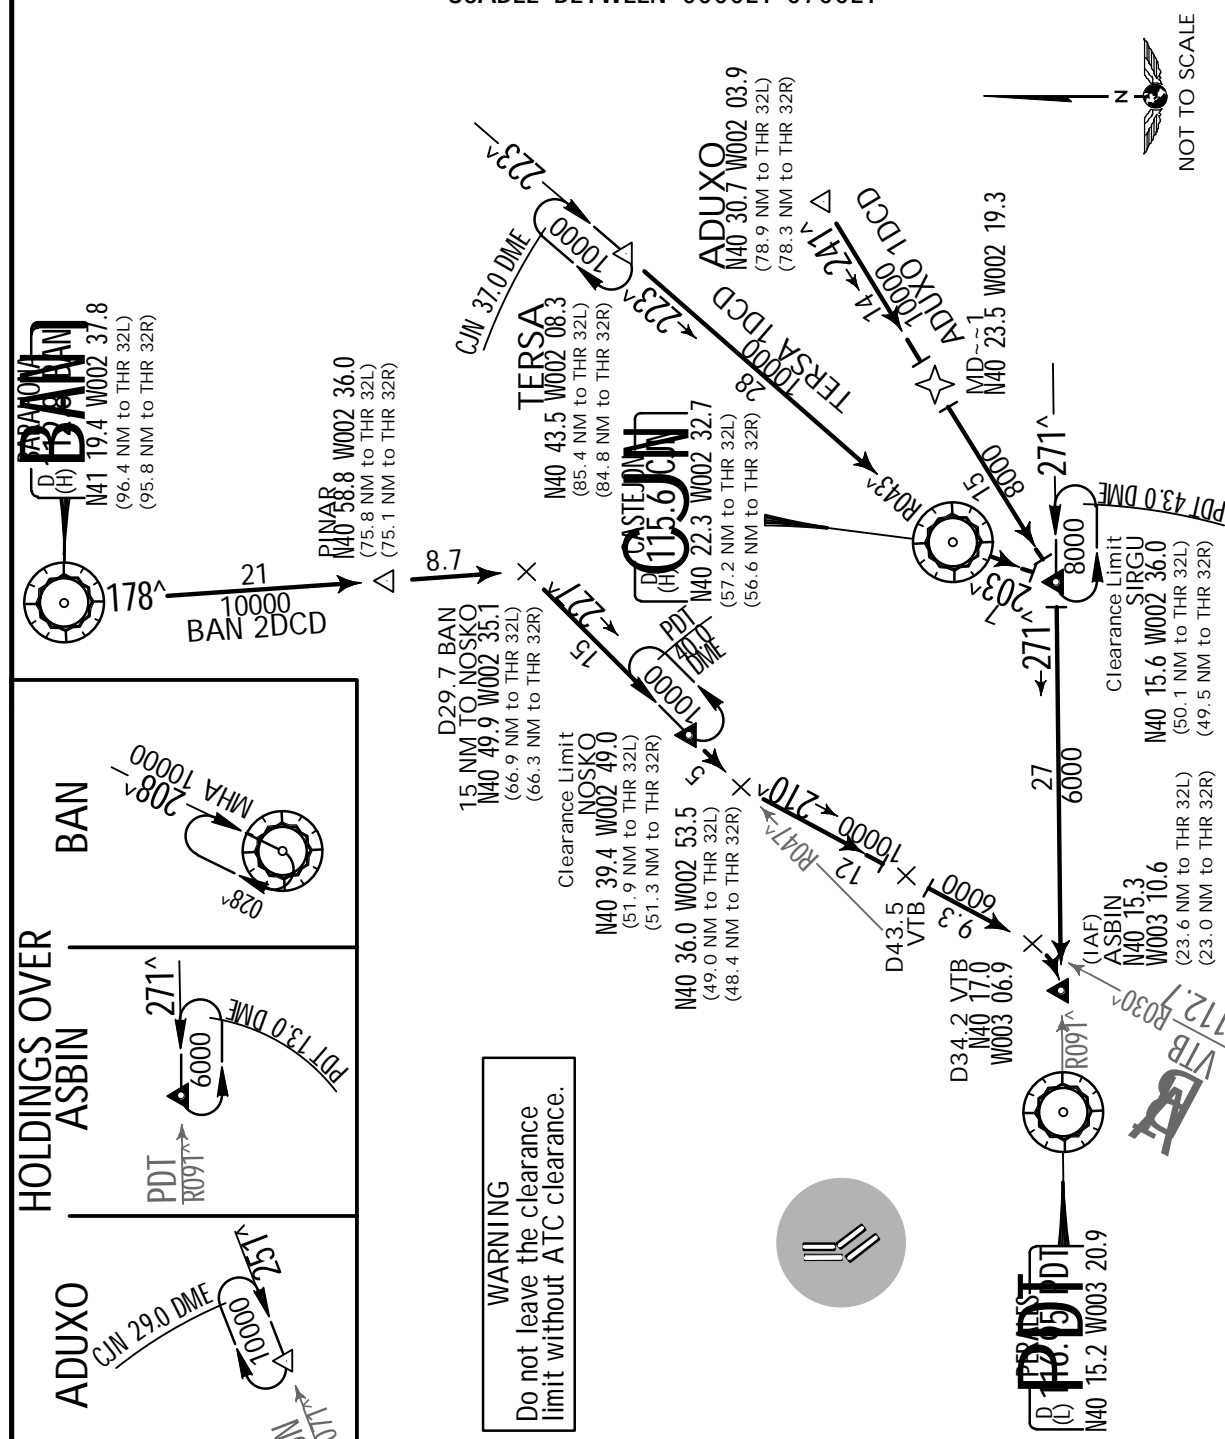 NOT TO SCALE
N
BAN
N41 19.4 W002 37.8
(96.4 NM to THR 32L)
(95.8 NM to THR 32R)
D
(H)
178^
21
10000
BAN 2DCD
PINAR
N40 58.8 W002 36.0
(75.8 NM to THR 32L)
(75.1 NM to THR 32R)
8.7
D29.7 BAN
15 NM TO NOSKO
N40 49.9 W002 35.1
(66.9 NM to THR 32L)
(66.3 NM to THR 32R)
15
227^
Clearance Limit
NOSKO
N40 39.4 W002 49.0
(51.9 NM to THR 32L)
(51.3 NM to THR 32R)
10000
PDT
40.0
DME
5
N40 36.0 W002 53.5
(49.0 NM to THR 32L)
(48.4 NM to THR 32R)
210^
R047^
12
10000
D43.5
VTB
9.3
6000
D34.2 VTB
N40 17.0
W003 06.9
CJN 37.0 DME
223^
10000
TERSA
N40 43.5 W002 08.3
(85.4 NM to THR 32L)
(84.8 NM to THR 32R)
223^
28
10000
TERSA 1DCD
R043^
ADUXO
N40 30.7 W002 03.9
(78.9 NM to THR 32L)
(78.3 NM to THR 32R)
241^
14
10000
ADUXO 1DCD
MD~~1
N40 23.5 W002 19.3
15
8000
CASTEJON
D
(H)
115.6 CJN
CJN
N40 22.3 W002 32.7
(57.2 NM to THR 32L)
(56.6 NM to THR 32R)
7
203^
271^
8000
PDT 43.0 DME
Clearance Limit
SIRGU
N40 15.6 W002 36.0
(50.1 NM to THR 32L)
(49.5 NM to THR 32R)
271^
27
6000
(IAF)
ASBIN
N40 15.3
W003 10.6
(23.6 NM to THR 32L)
(23.0 NM to THR 32R)
R030^
VTB
112.7
R091^
PERALES
D
(L)
PDT
N40 15.2 W003 20.9
HOLDINGS OVER
BAN
208^
MHA 10000
028^
ASBIN
271^
6000
PDT 13.0 DME
PDT
R091^
ADUXO
CJN 29.0 DME
251^
10000
WARNING
Do not leave the clearance
limit without ATC clearance.